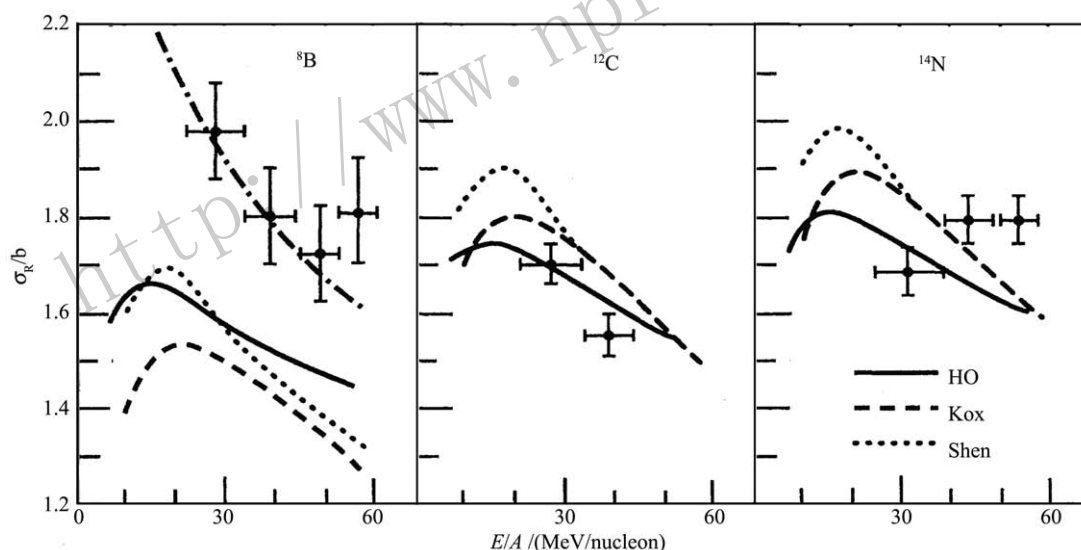 2.2
2.0
1.8
1.6
1.4
1.2
σR/b
⁸B
¹²C
¹⁴N
HO
Kox
Shen
0 30 60 30 60 30 60
E/A /(MeV/nucleon)
http://www.npr